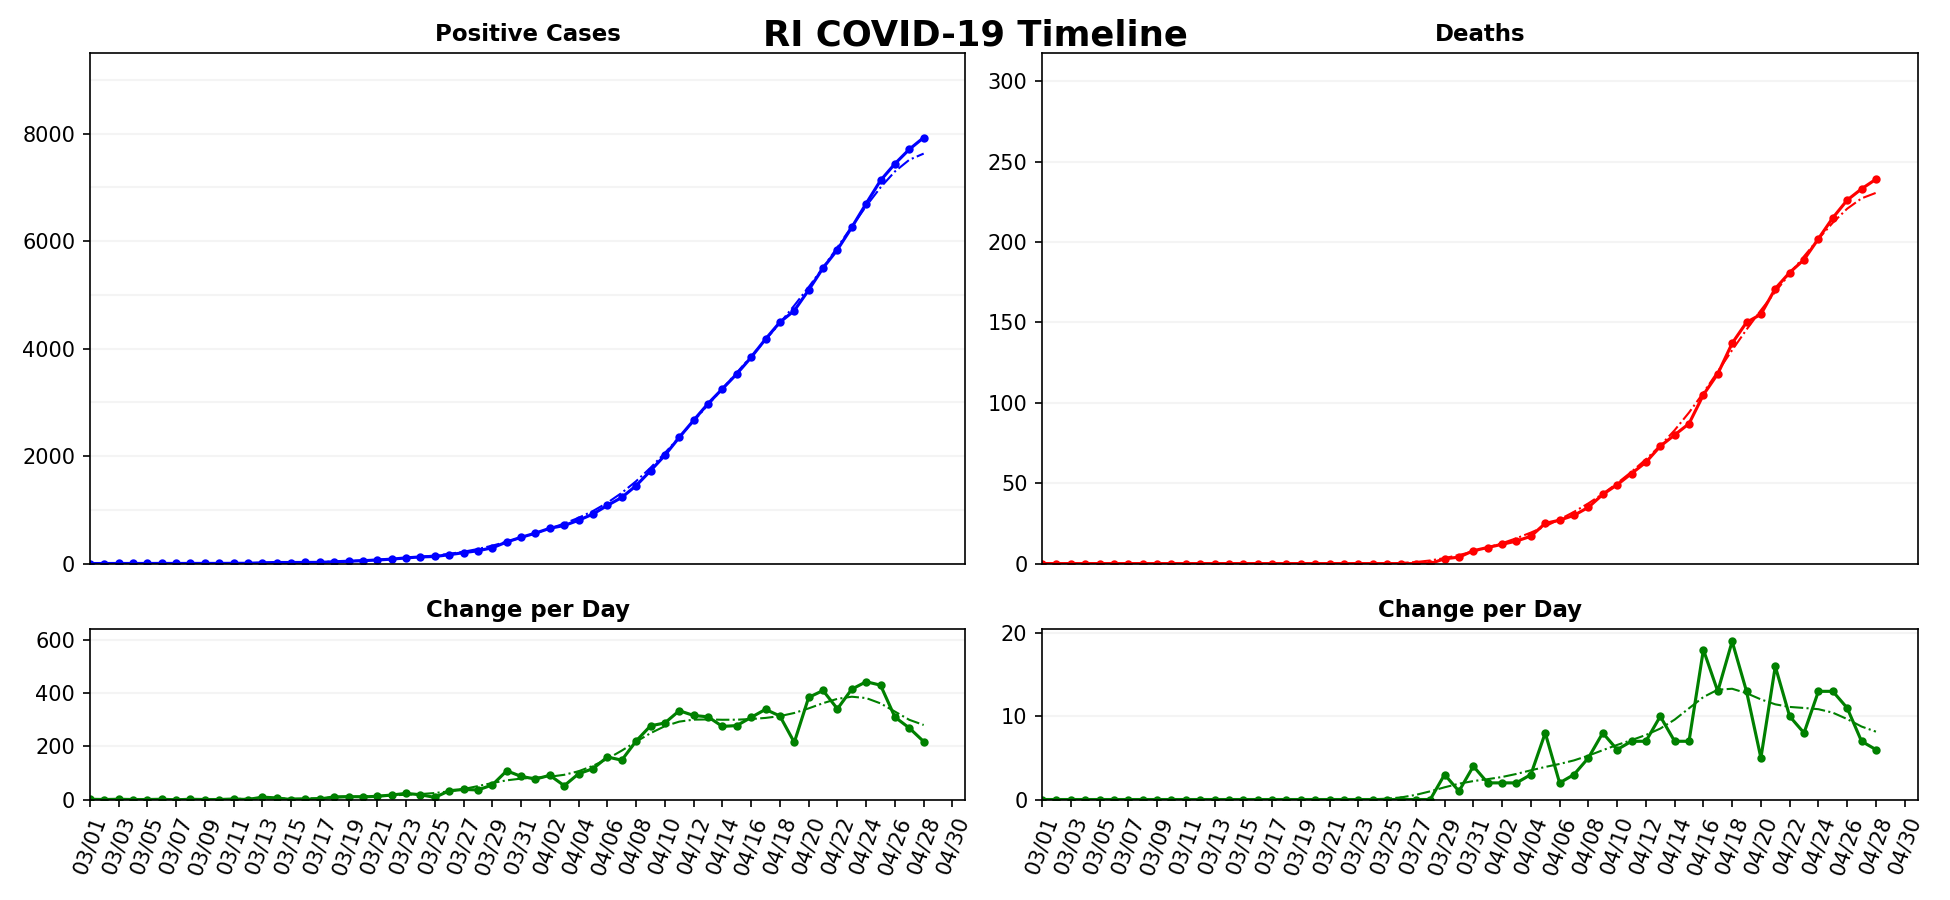 RI COVID-19 Timeline
Positive Cases
8000
6000
4000
2000
0
Deaths
300
250
200
150
100
50
0
Change per Day
600
400
200
0
03/01 03/03 03/05 03/07 03/09 03/11 03/13 03/15 03/17 03/19 03/21 03/23 03/25 03/27 03/29 03/31 04/02 04/04 04/06 04/08 04/10 04/12 04/14 04/16 04/18 04/20 04/22 04/24 04/26 04/28 04/30
Change per Day
20
10
0
03/01 03/03 03/05 03/07 03/09 03/11 03/13 03/15 03/17 03/19 03/21 03/23 03/25 03/27 03/29 03/31 04/02 04/04 04/06 04/08 04/10 04/12 04/14 04/16 04/18 04/20 04/22 04/24 04/26 04/28 04/30